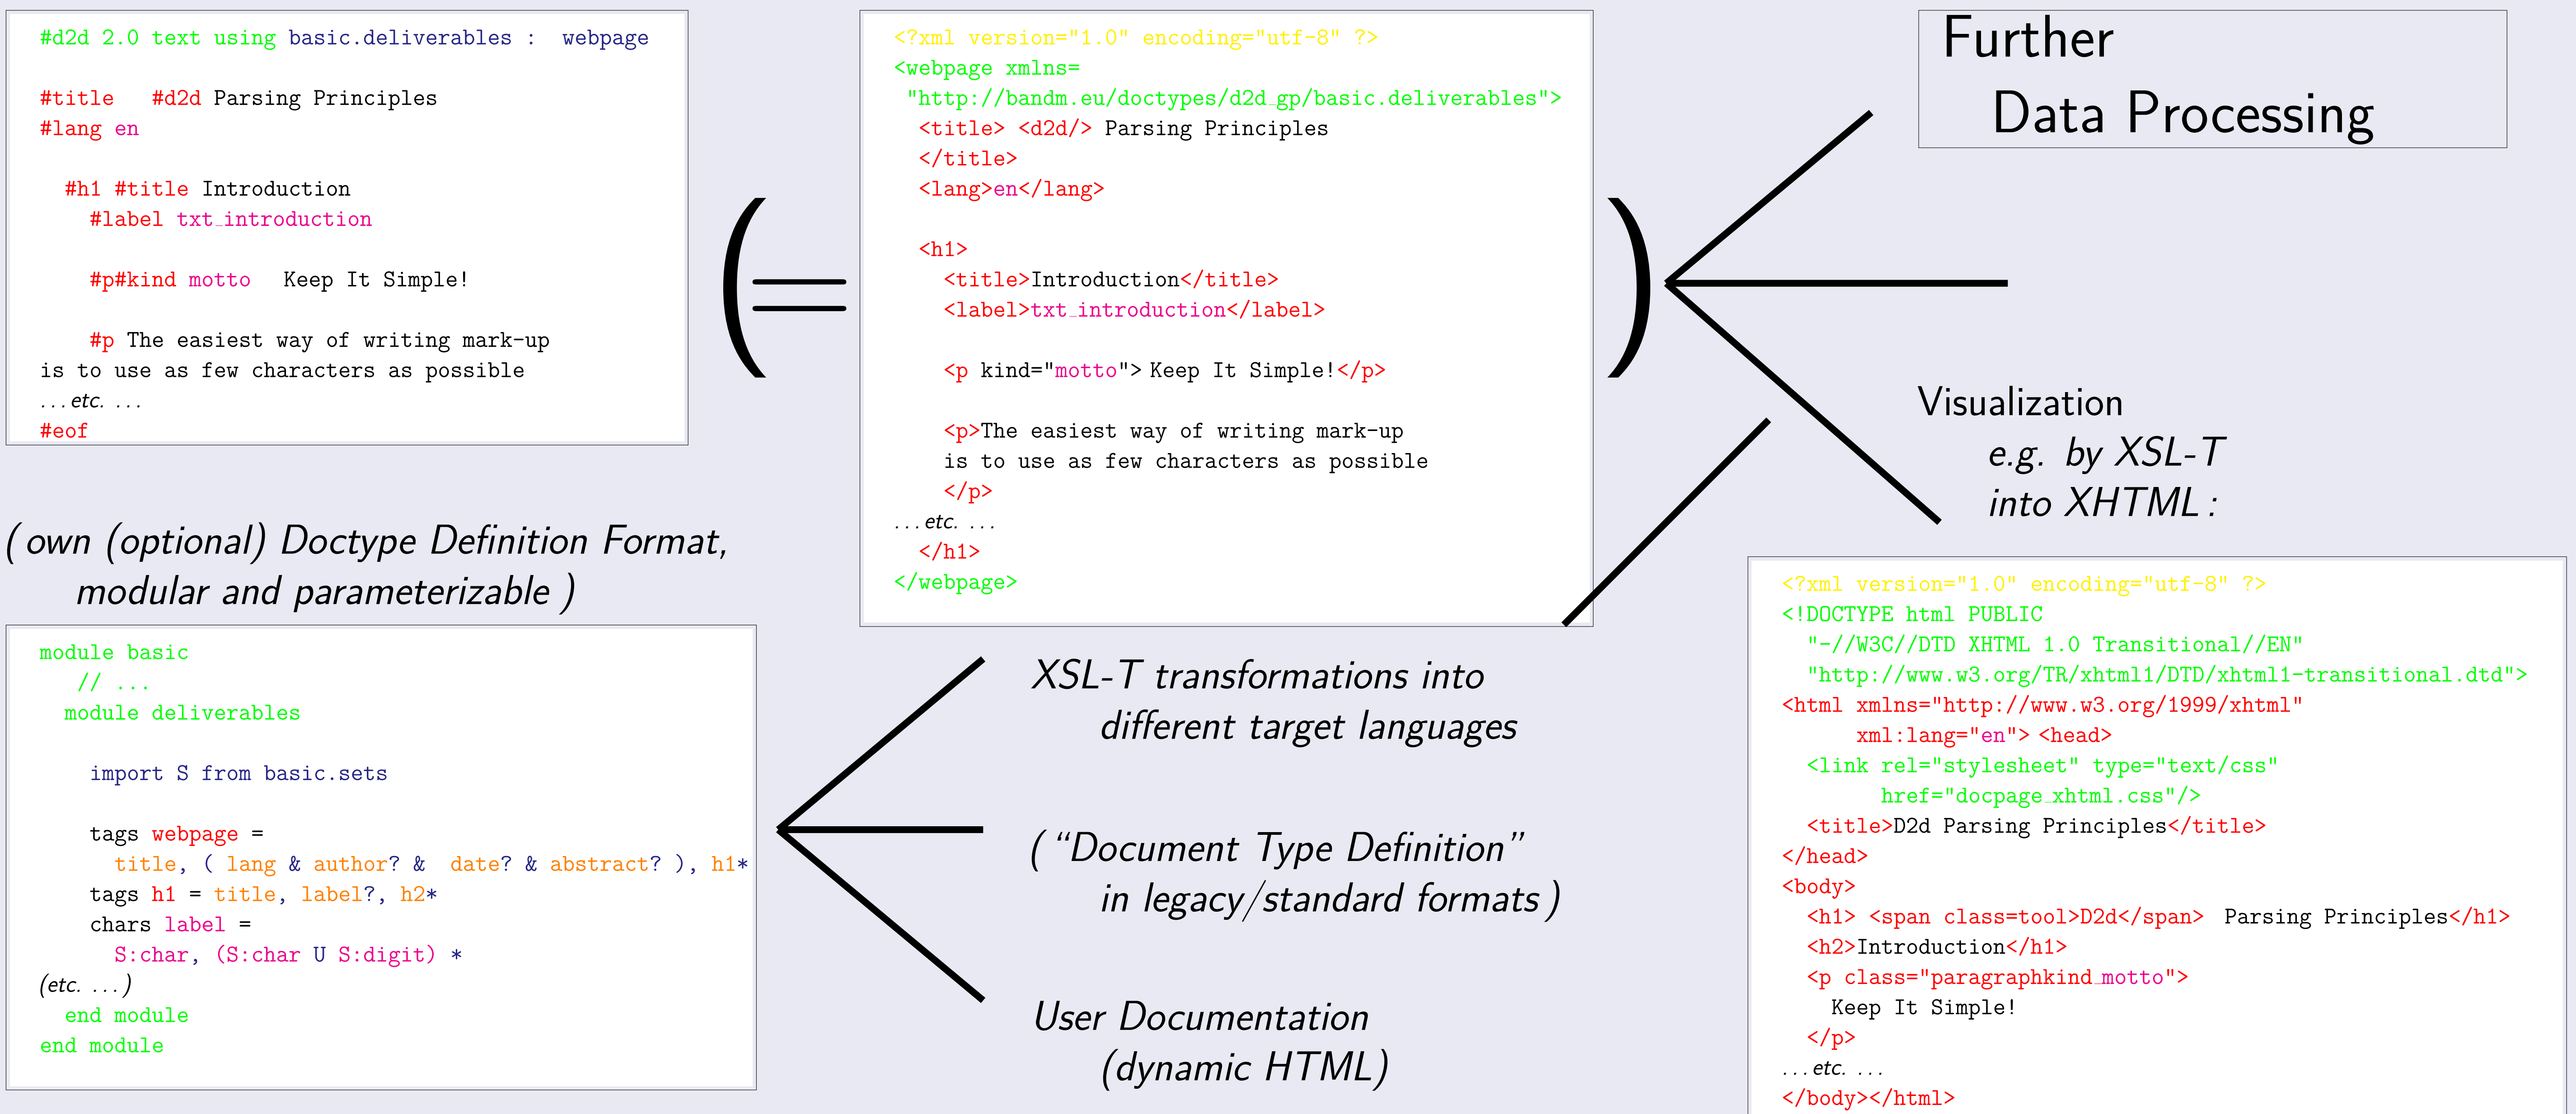 #d2d 2.0 text using basic.deliverables :  webpage
#title   #d2d Parsing Principles
#lang en
#h1 #title Introduction
#label txt_introduction
#p#kind motto   Keep It Simple!
#p The easiest way of writing mark-up
is to use as few characters as possible
...etc. ...
#eof
( = )
<?xml version="1.0" encoding="utf-8" ?>
<webpage xmlns=
"http://bandm.eu/doctypes/d2d_gp/basic.deliverables">
<title> <d2d/> Parsing Principles
</title>
<lang>en</lang>
<h1>
<title>Introduction</title>
<label>txt_introduction</label>
<p kind="motto"> Keep It Simple!</p>
<p>The easiest way of writing mark-up
is to use as few characters as possible
</p>
...etc. ...
</h1>
</webpage>
Further
Data Processing
Visualization
e.g. by XSL-T
into XHTML :
( own (optional) Doctype Definition Format,
modular and parameterizable )
module basic
// ...
module deliverables
import S from basic.sets
tags webpage =
title, ( lang & author? &  date? & abstract? ), h1*
tags h1 = title, label?, h2*
chars label =
S:char, (S:char U S:digit) *
(etc. ...)
end module
end module
XSL-T transformations into
different target languages
( “Document Type Definition”
in legacy/standard formats )
User Documentation
(dynamic HTML)
<?xml version="1.0" encoding="utf-8" ?>
<!DOCTYPE html PUBLIC
"-//W3C//DTD XHTML 1.0 Transitional//EN"
"http://www.w3.org/TR/xhtml1/DTD/xhtml1-transitional.dtd">
<html xmlns="http://www.w3.org/1999/xhtml"
xml:lang="en"> <head>
<link rel="stylesheet" type="text/css"
href="docpage_xhtml.css"/>
<title>D2d Parsing Principles</title>
</head>
<body>
<h1> <span class=tool>D2d</span>  Parsing Principles</h1>
<h2>Introduction</h1>
<p class="paragraphkind_motto">
Keep It Simple!
</p>
...etc. ...
</body></html>